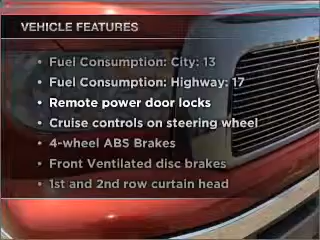 VEHICLE FEATURES
• Fuel Consumption: City: 13
• Fuel Consumption: Highway: 17
• Remote power door locks
• Cruise controls on steering wheel
• 4-wheel ABS Brakes
• Front Ventilated disc brakes
• 1st and 2nd row curtain head